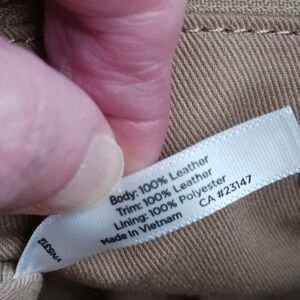 Body: 100% Leather
Trim: 100% Leather
Lining: 100% Polyester
Made in Vietnam CA #23147